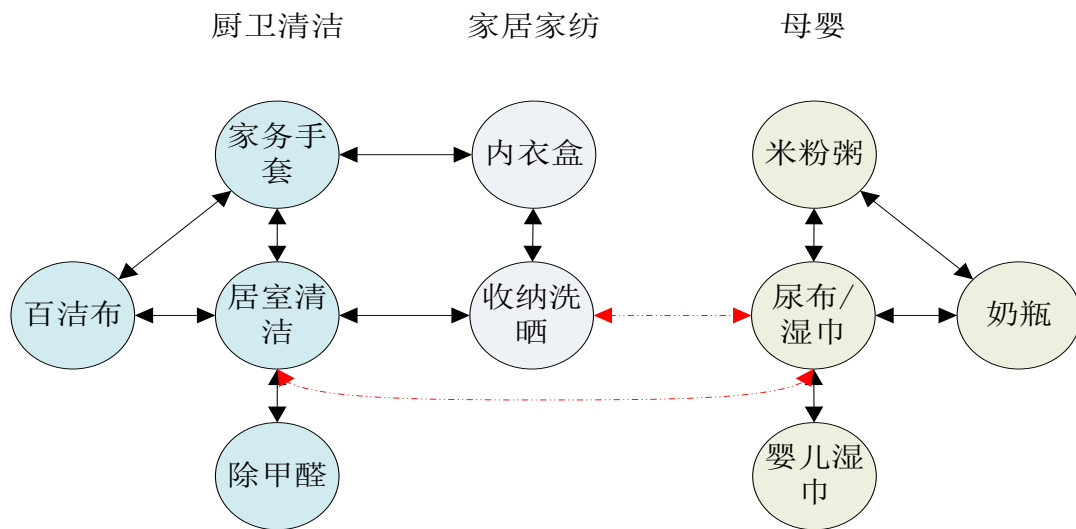 厨卫清洁
家居家纺
母婴
家务手
套
内衣盒
米粉粥
百洁布
居室清
洁
收纳洗
晒
尿布/
湿巾
奶瓶
除甲醛
婴儿湿
巾